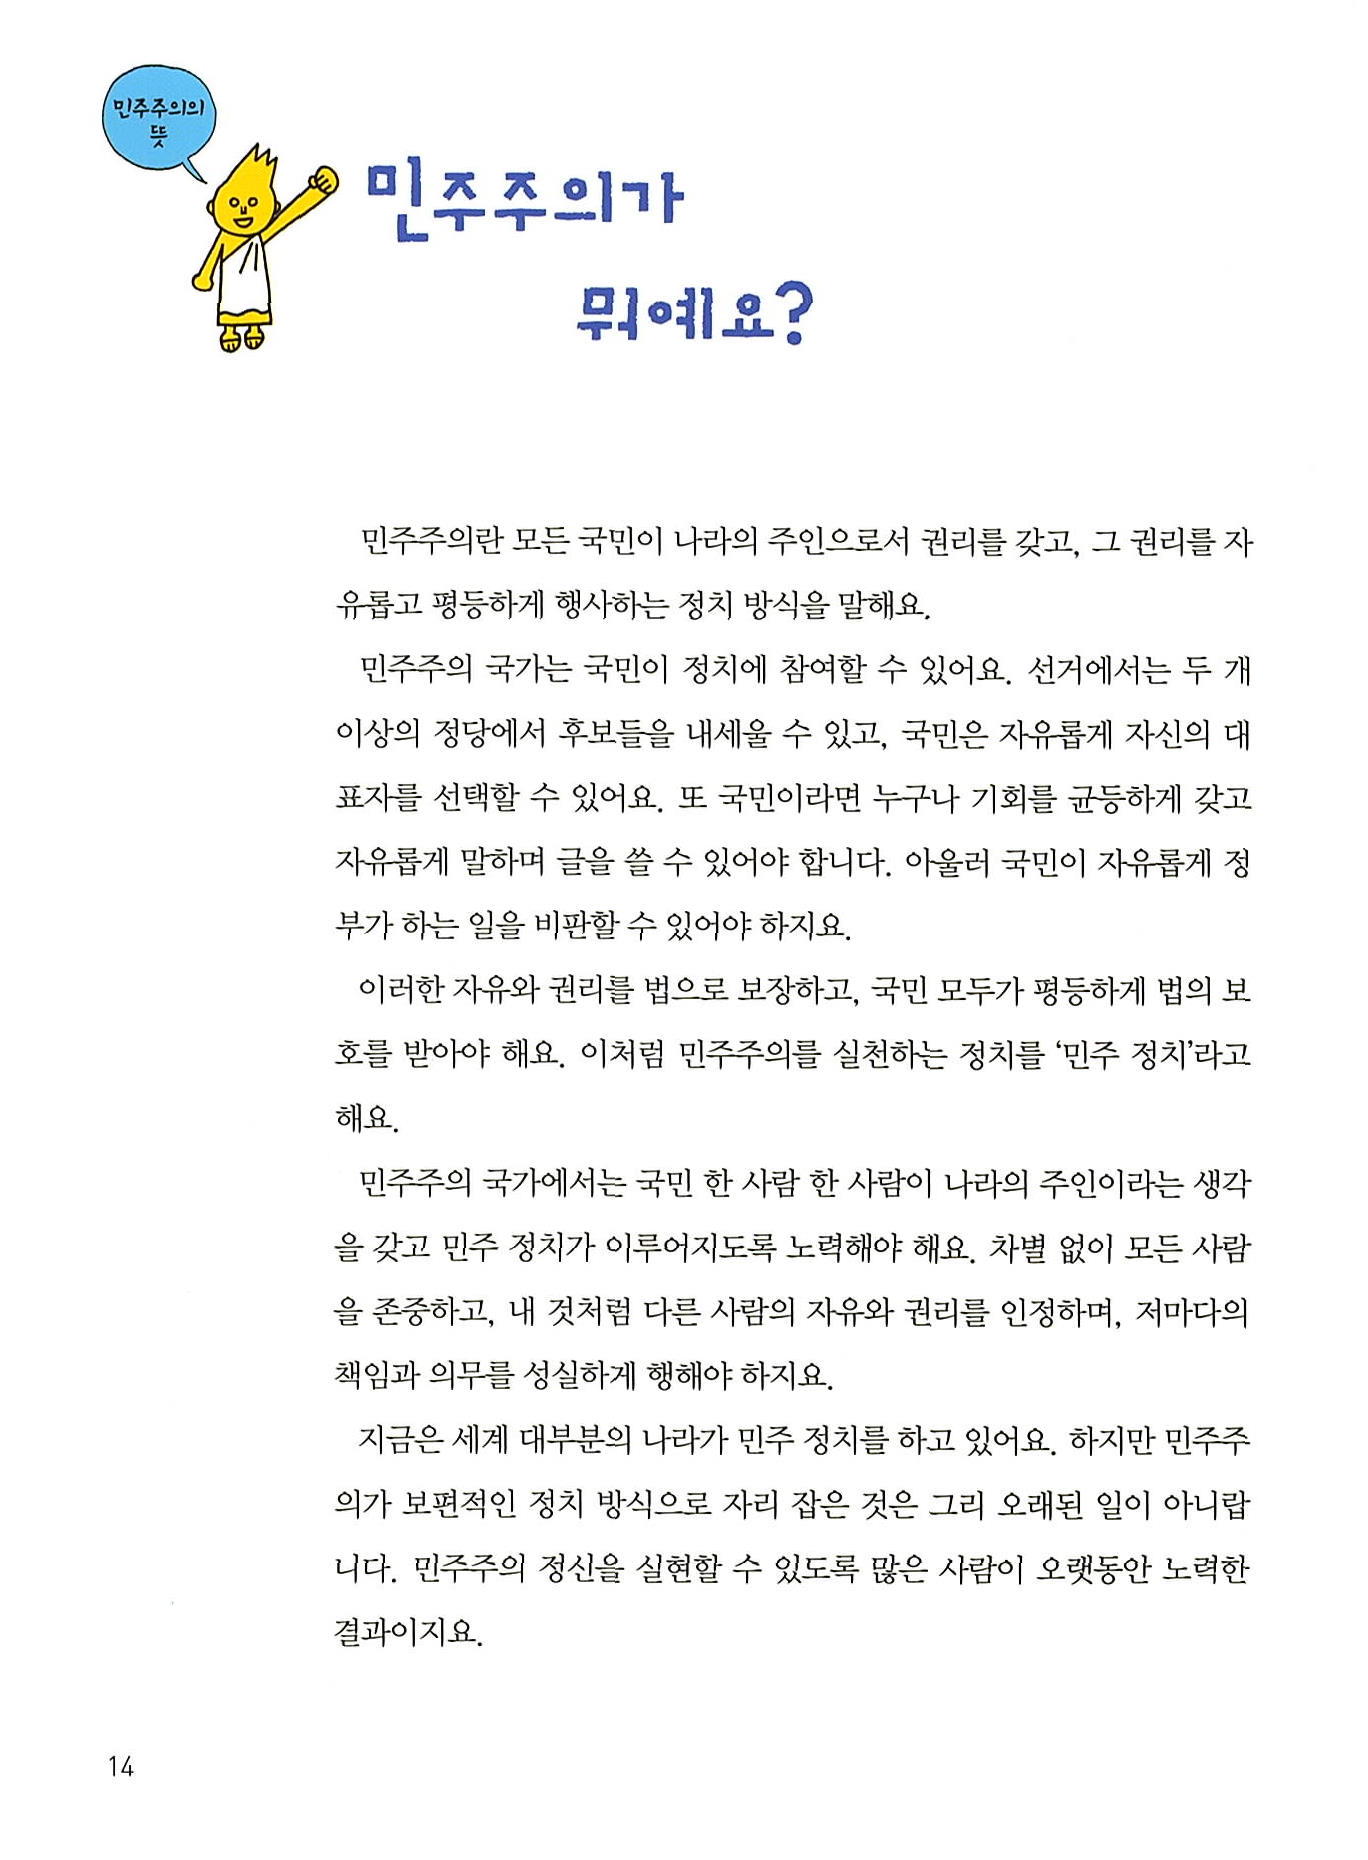 민주주의의
뜻
민주주의가
뭐예요?
민주주의란 모든 국민이 나라의 주인으로서 권리를 갖고, 그 권리를 자
유롭고 평등하게 행사하는 정치 방식을 말해요.
민주주의 국가는 국민이 정치에 참여할 수 있어요. 선거에서는 두 개
이상의 정당에서 후보들을 내세울 수 있고, 국민은 자유롭게 자신의 대
표자를 선택할 수 있어요. 또 국민이라면 누구나 기회를 균등하게 갖고
자유롭게 말하며 글을 쓸 수 있어야 합니다. 아울러 국민이 자유롭게 정
부가 하는 일을 비판할 수 있어야 하지요.
이러한 자유와 권리를 법으로 보장하고, 국민 모두가 평등하게 법의 보
호를 받아야 해요. 이처럼 민주주의를 실천하는 정치를 ‘민주 정치’라고
해요.
민주주의 국가에서는 국민 한 사람 한 사람이 나라의 주인이라는 생각
을 갖고 민주 정치가 이루어지도록 노력해야 해요. 차별 없이 모든 사람
을 존중하고, 내 것처럼 다른 사람의 자유와 권리를 인정하며, 저마다의
책임과 의무를 성실하게 행해야 하지요.
지금은 세계 대부분의 나라가 민주 정치를 하고 있어요. 하지만 민주주
의가 보편적인 정치 방식으로 자리 잡은 것은 그리 오래된 일이 아니랍
니다. 민주주의 정신을 실현할 수 있도록 많은 사람이 오랫동안 노력한
결과이지요.
14